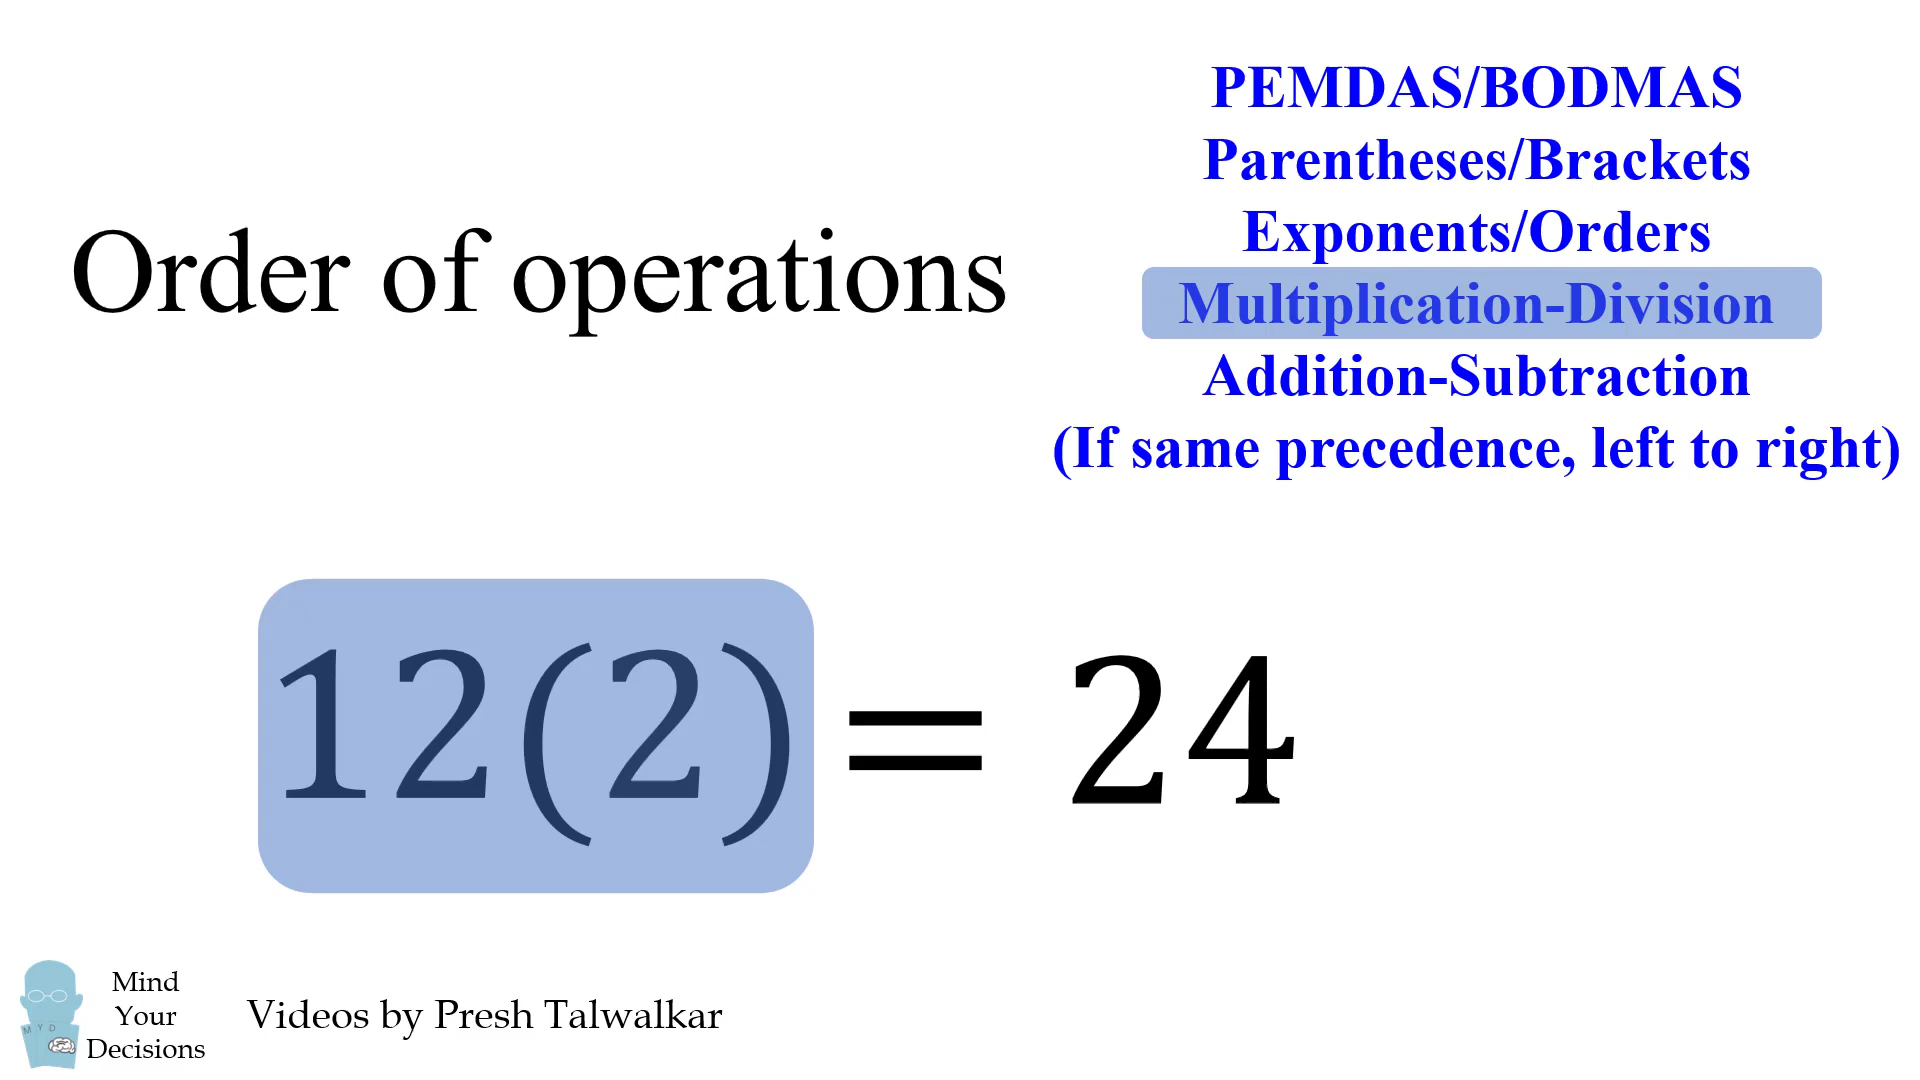 PEMDAS/BODMAS
Parentheses/Brackets
Exponents/Orders
Multiplication-Division
Addition-Subtraction
(If same precedence, left to right)
Order of operations
12(2) = 24
M Y D
Mind
Your
Decisions
Videos by Presh Talwalkar